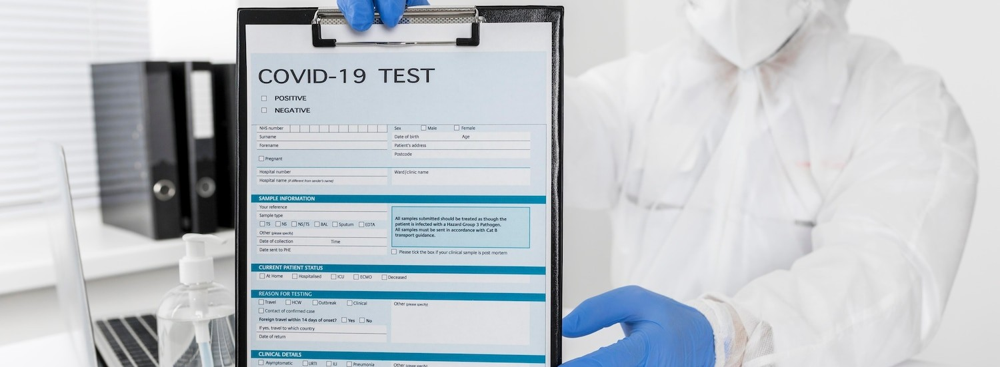 COVID-19 TEST
POSITIVE
NEGATIVE
NHS number
Surname
Forename
Pregnant
Hospital number
Hospital name (if different from sender's name)
Sex Male Female
Date of birth Age
Patient's address
Postcode
Ward/clinic name
SAMPLE INFORMATION
Your reference
Sample type
TS NS NS/TS BAL Sputum EDTA
Other (please specify)
Date of collection Time
Date sent to PHE
All samples submitted should be treated as though the
patient is infected with a Hazard Group 3 Pathogen.
All samples must be sent in accordance with Cat B
transport guidance.
Please tick the box if your clinical sample is post mortem
CURRENT PATIENT STATUS
At Home Hospitalised ICU ECMO Deceased
REASON FOR TESTING
Travel HCW Outbreak Clinical
Contact of confirmed case
Foreign travel within 14 days of onset? Yes No
If yes, travel to which country
Date of return
Other (please specify)
CLINICAL DETAILS
Asymptomatic URTI ILI Pneumonia
Other (please specify)